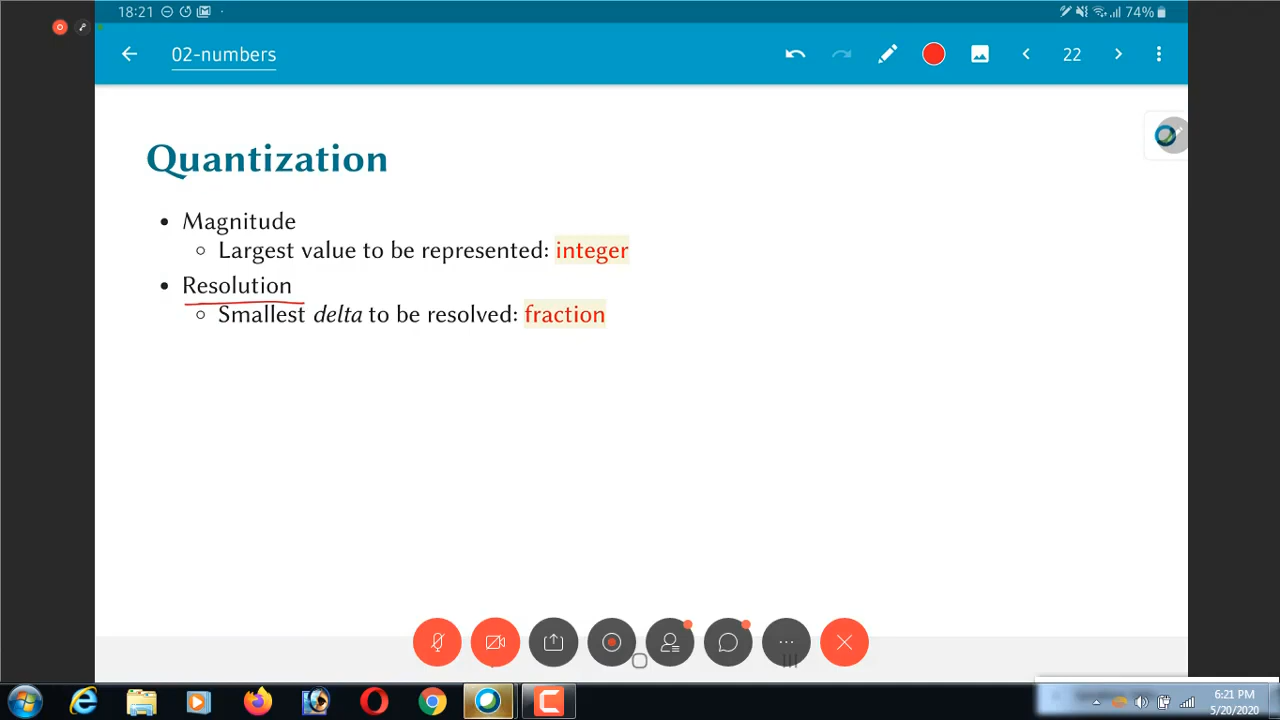 18:21
74%
02-numbers
22
Quantization
• Magnitude
○ Largest value to be represented: integer
• Resolution
○ Smallest delta to be resolved: fraction
6:21 PM
5/20/2020